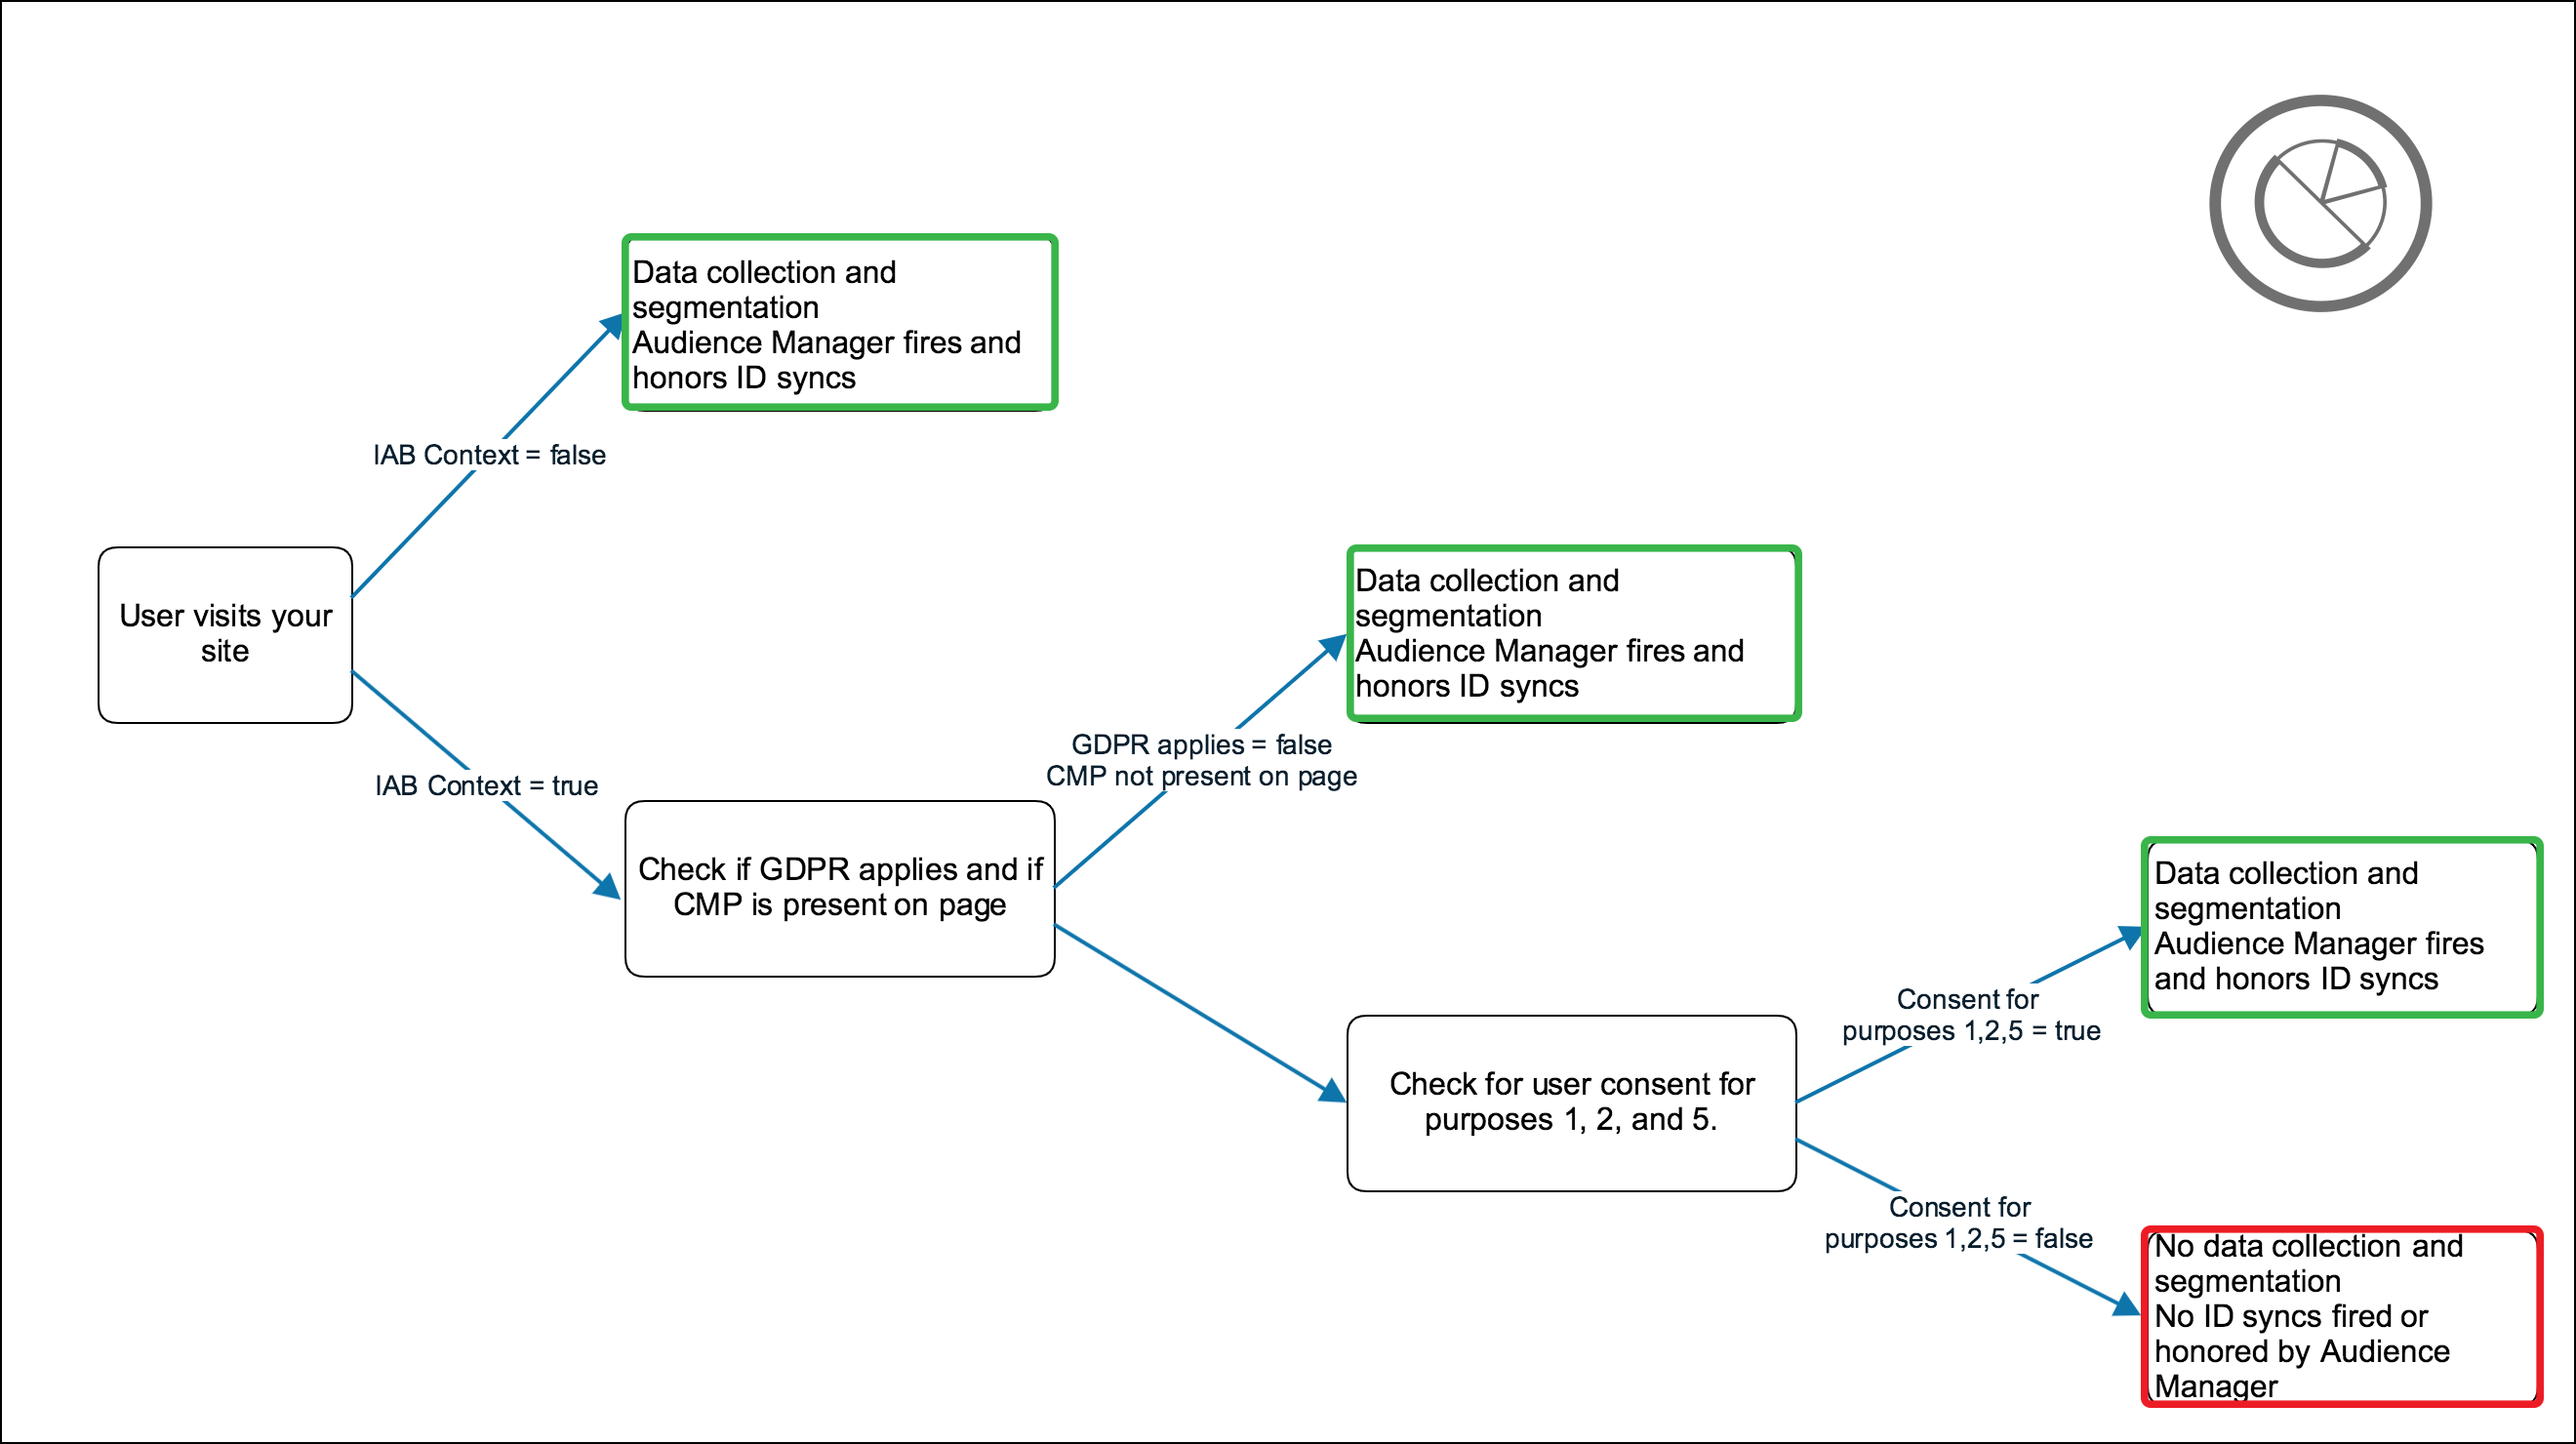 Data collection and
segmentation
Audience Manager fires and
honors ID syncs
IAB Context = false
User visits your
site
IAB Context = true
Data collection and
segmentation
Audience Manager fires and
honors ID syncs
GDPR applies = false
CMP not present on page
Check if GDPR applies and if
CMP is present on page
Check for user consent for
purposes 1, 2, and 5.
Data collection and
segmentation
Audience Manager fires
and honors ID syncs
Consent for
purposes 1,2,5 = true
Consent for
purposes 1,2,5 = false
No data collection and
segmentation
No ID syncs fired or
honored by Audience
Manager